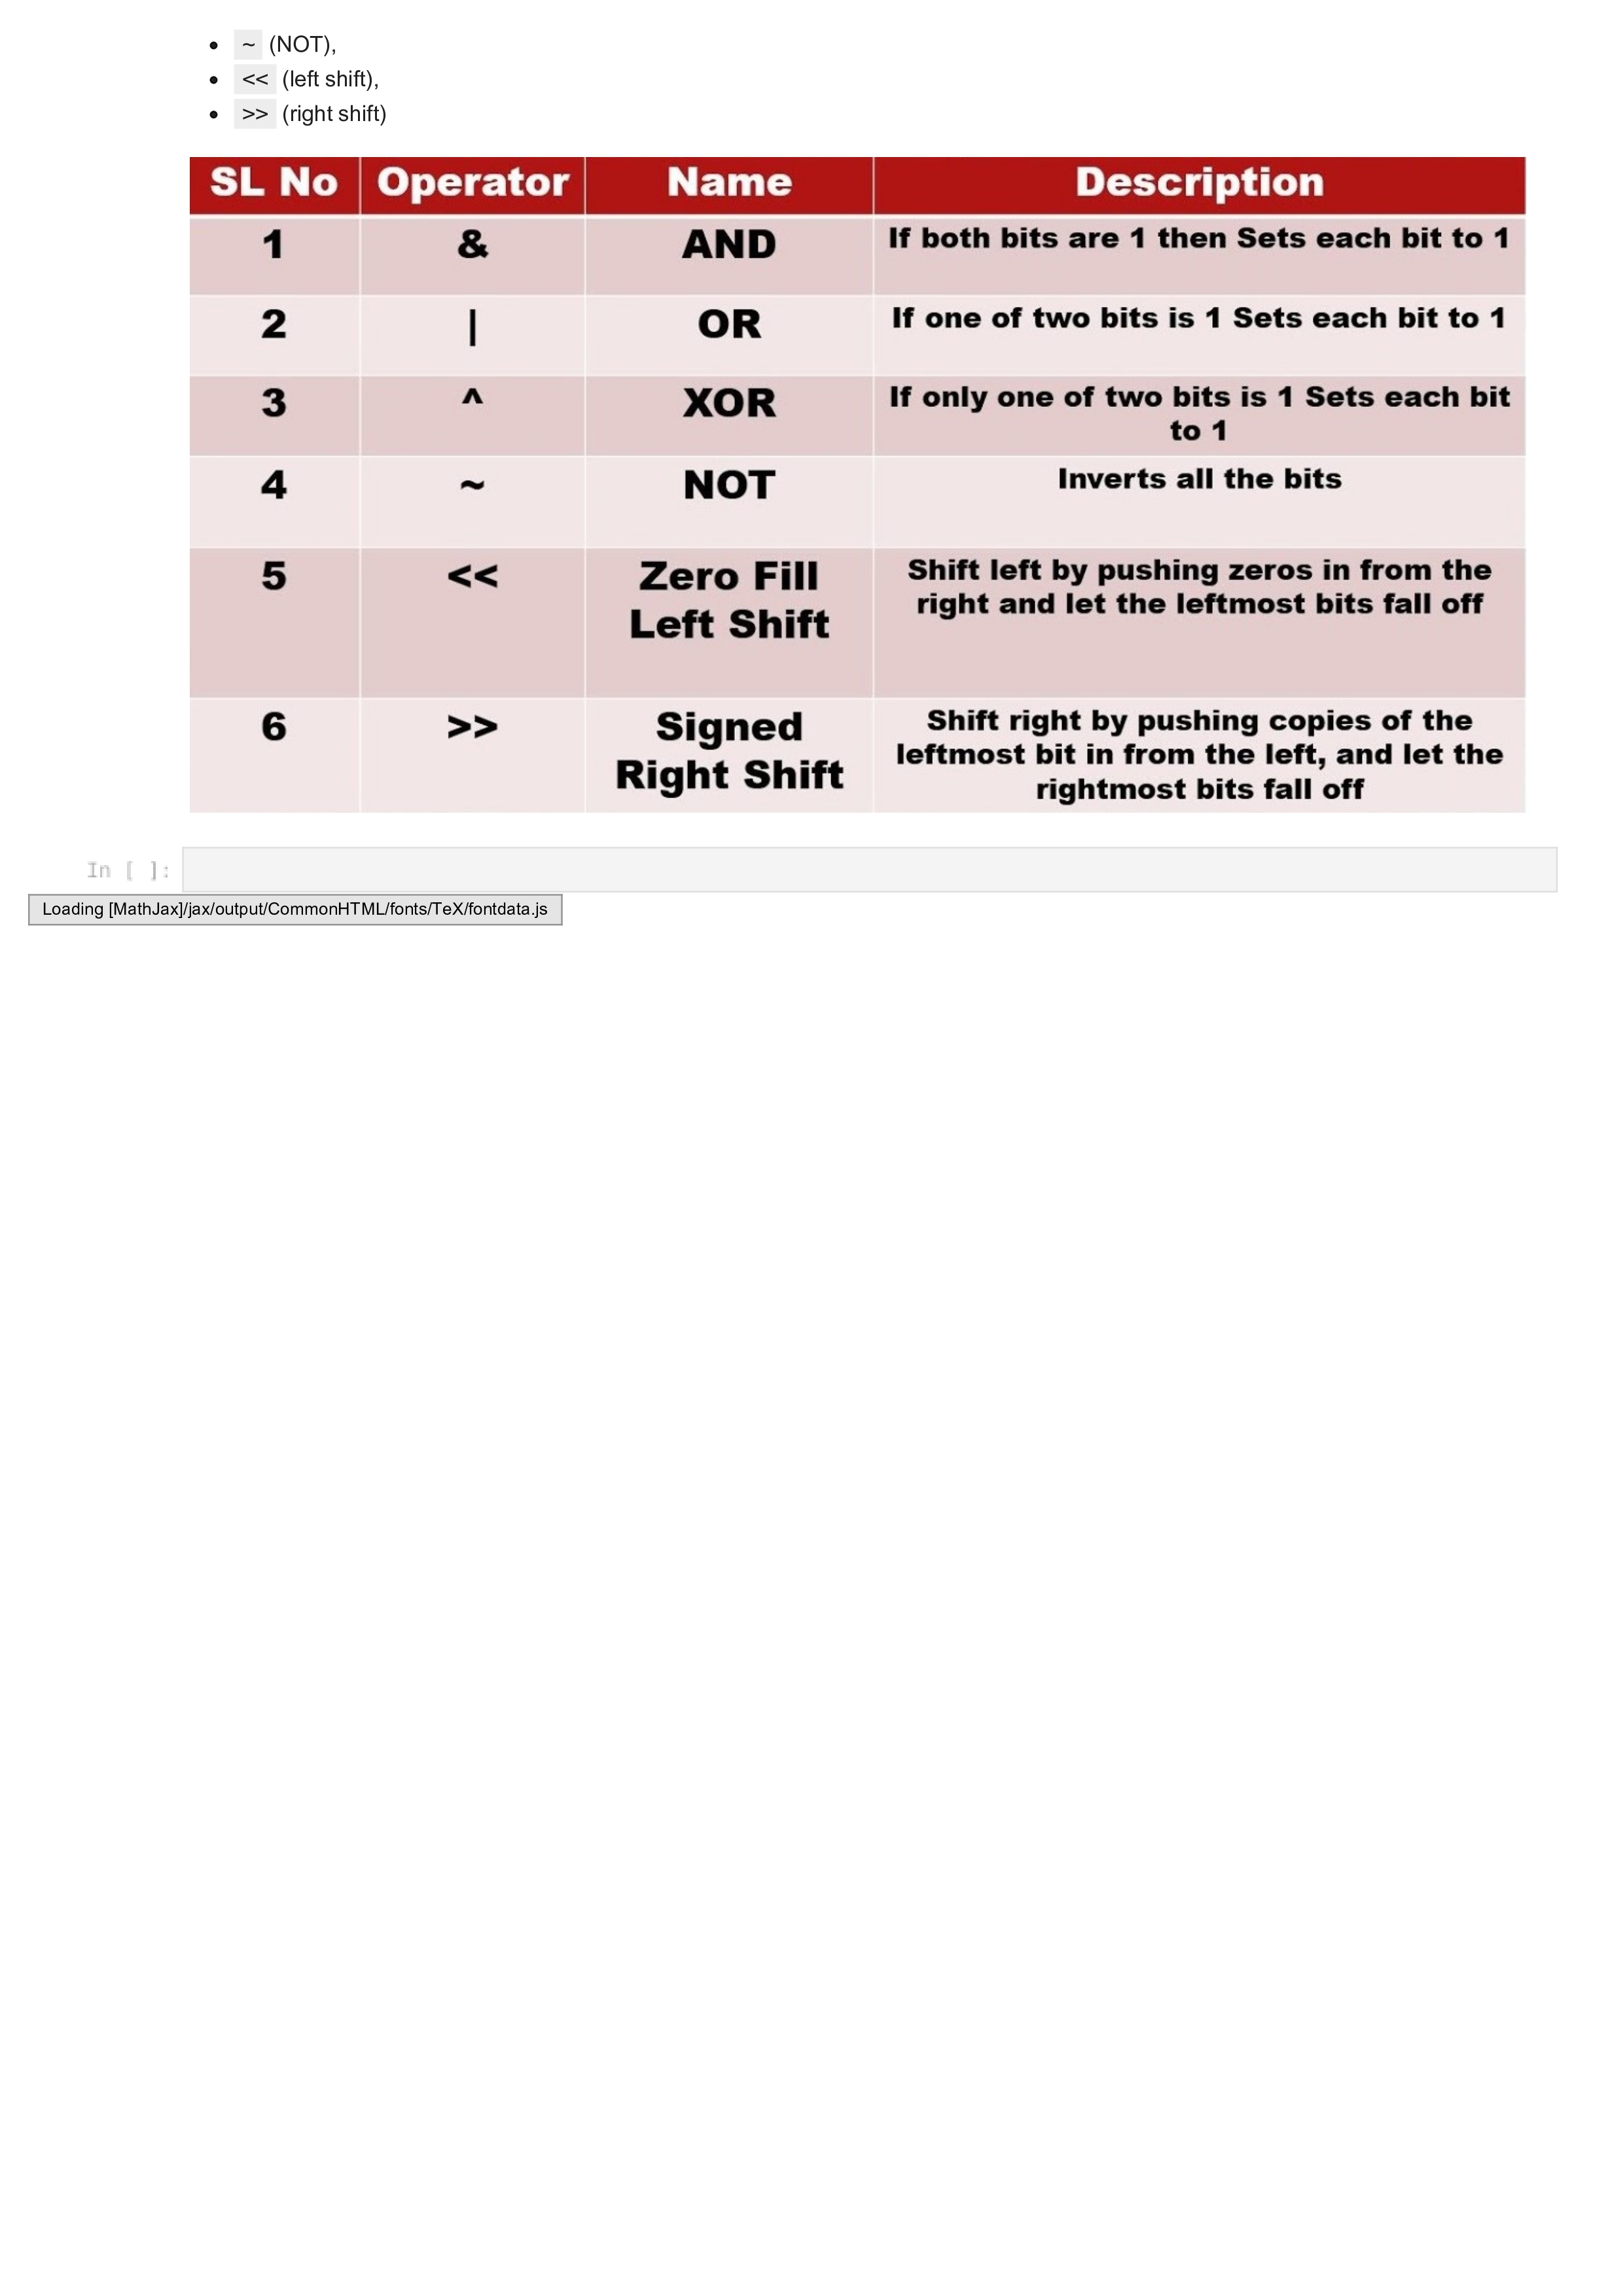 ~ (NOT),
<< (left shift),
>> (right shift)
SL No Operator Name Description
1 & AND If both bits are 1 then Sets each bit to 1
2 | OR If one of two bits is 1 Sets each bit to 1
3 ^ XOR If only one of two bits is 1 Sets each bit
to 1
4 ~ NOT Inverts all the bits
5 << Zero Fill Shift left by pushing zeros in from the
Left Shift right and let the leftmost bits fall off
6 >> Signed Shift right by pushing copies of the
Right Shift leftmost bit in from the left, and let the
rightmost bits fall off
In [ ]:
Loading [MathJax]/jax/output/CommonHTML/fonts/TeX/fontdata.js